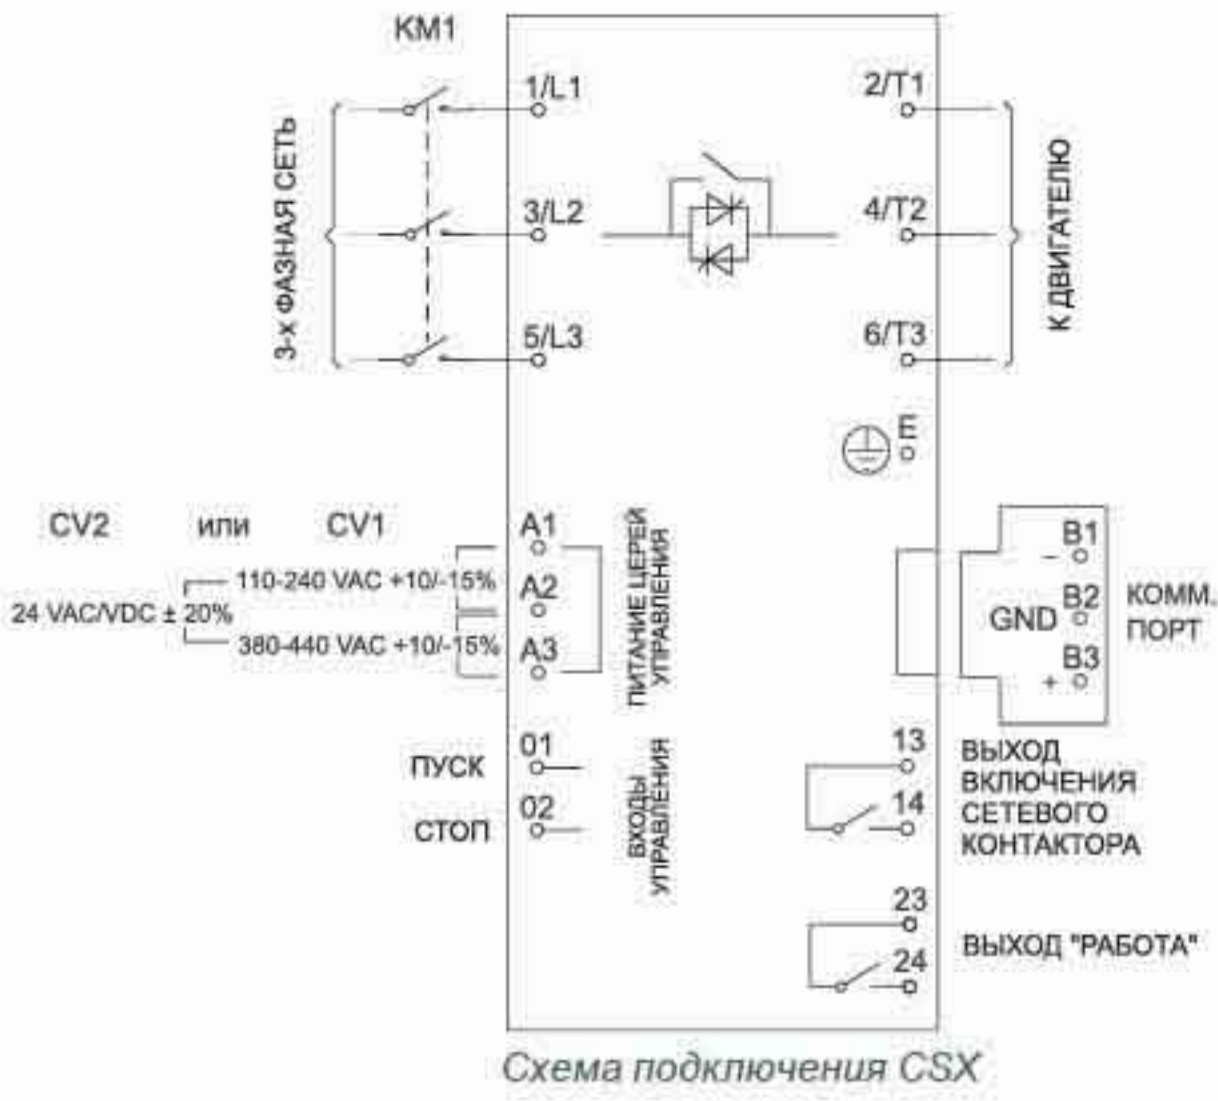 KM1
1/L1
2/T1
3-х ФАЗНАЯ СЕТЬ
3/L2
4/T2
К ДВИГАТЕЛЮ
5/L3
6/T3
E
CV2 или CV1
A1
110-240 VAC +10/-15%
A2
24 VAC/VDC ± 20%
380-440 VAC +10/-15%
A3
ПИТАНИЕ ЦЕРЕЙ
УПРАВЛЕНИЯ
B1
−
GND B2
+ B3
КОММ.
ПОРТ
ПУСК 01
СТОП 02
ВХОДЫ
УПРАВЛЕНИЯ
13
14
ВЫХОД
ВКЛЮЧЕНИЯ
СЕТЕВОГО
КОНТАКТОРА
23
24
ВЫХОД "РАБОТА"
Схема подключения CSX